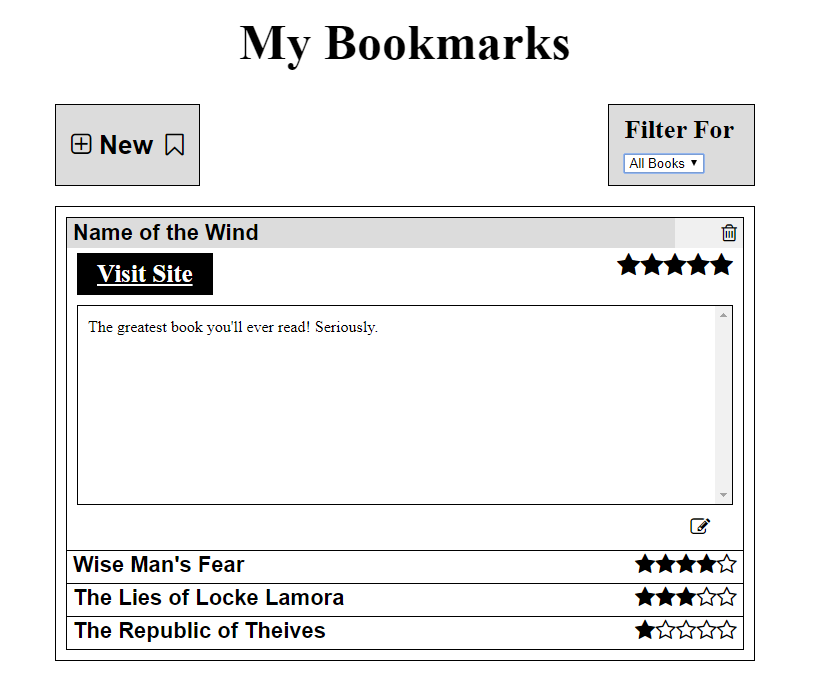 My Bookmarks
New
Filter For
All Books
Name of the Wind
Visit Site
The greatest book you'll ever read! Seriously.
Wise Man's Fear
The Lies of Locke Lamora
The Republic of Theives